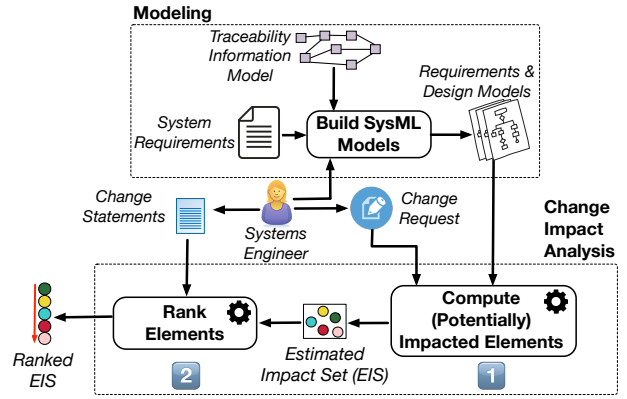 Modeling
Traceability
Information
Model
Requirements &
Design Models
System
Requirements
Build SysML
Models
Change
Statements
Systems
Engineer
Change
Request
Change
Impact
Analysis
Rank
Elements
Compute
(Potentially)
Impacted Elements
Ranked
EIS
Estimated
Impact Set (EIS)
2
1